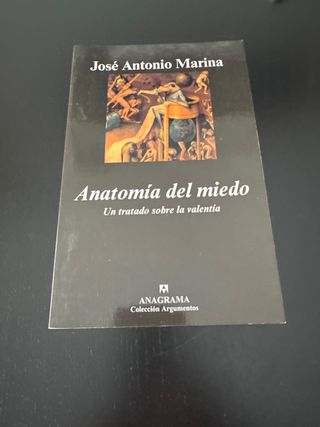 José Antonio Marina
Anatomía del miedo
Un tratado sobre la valentía
ANAGRAMA
Colección Argumentos